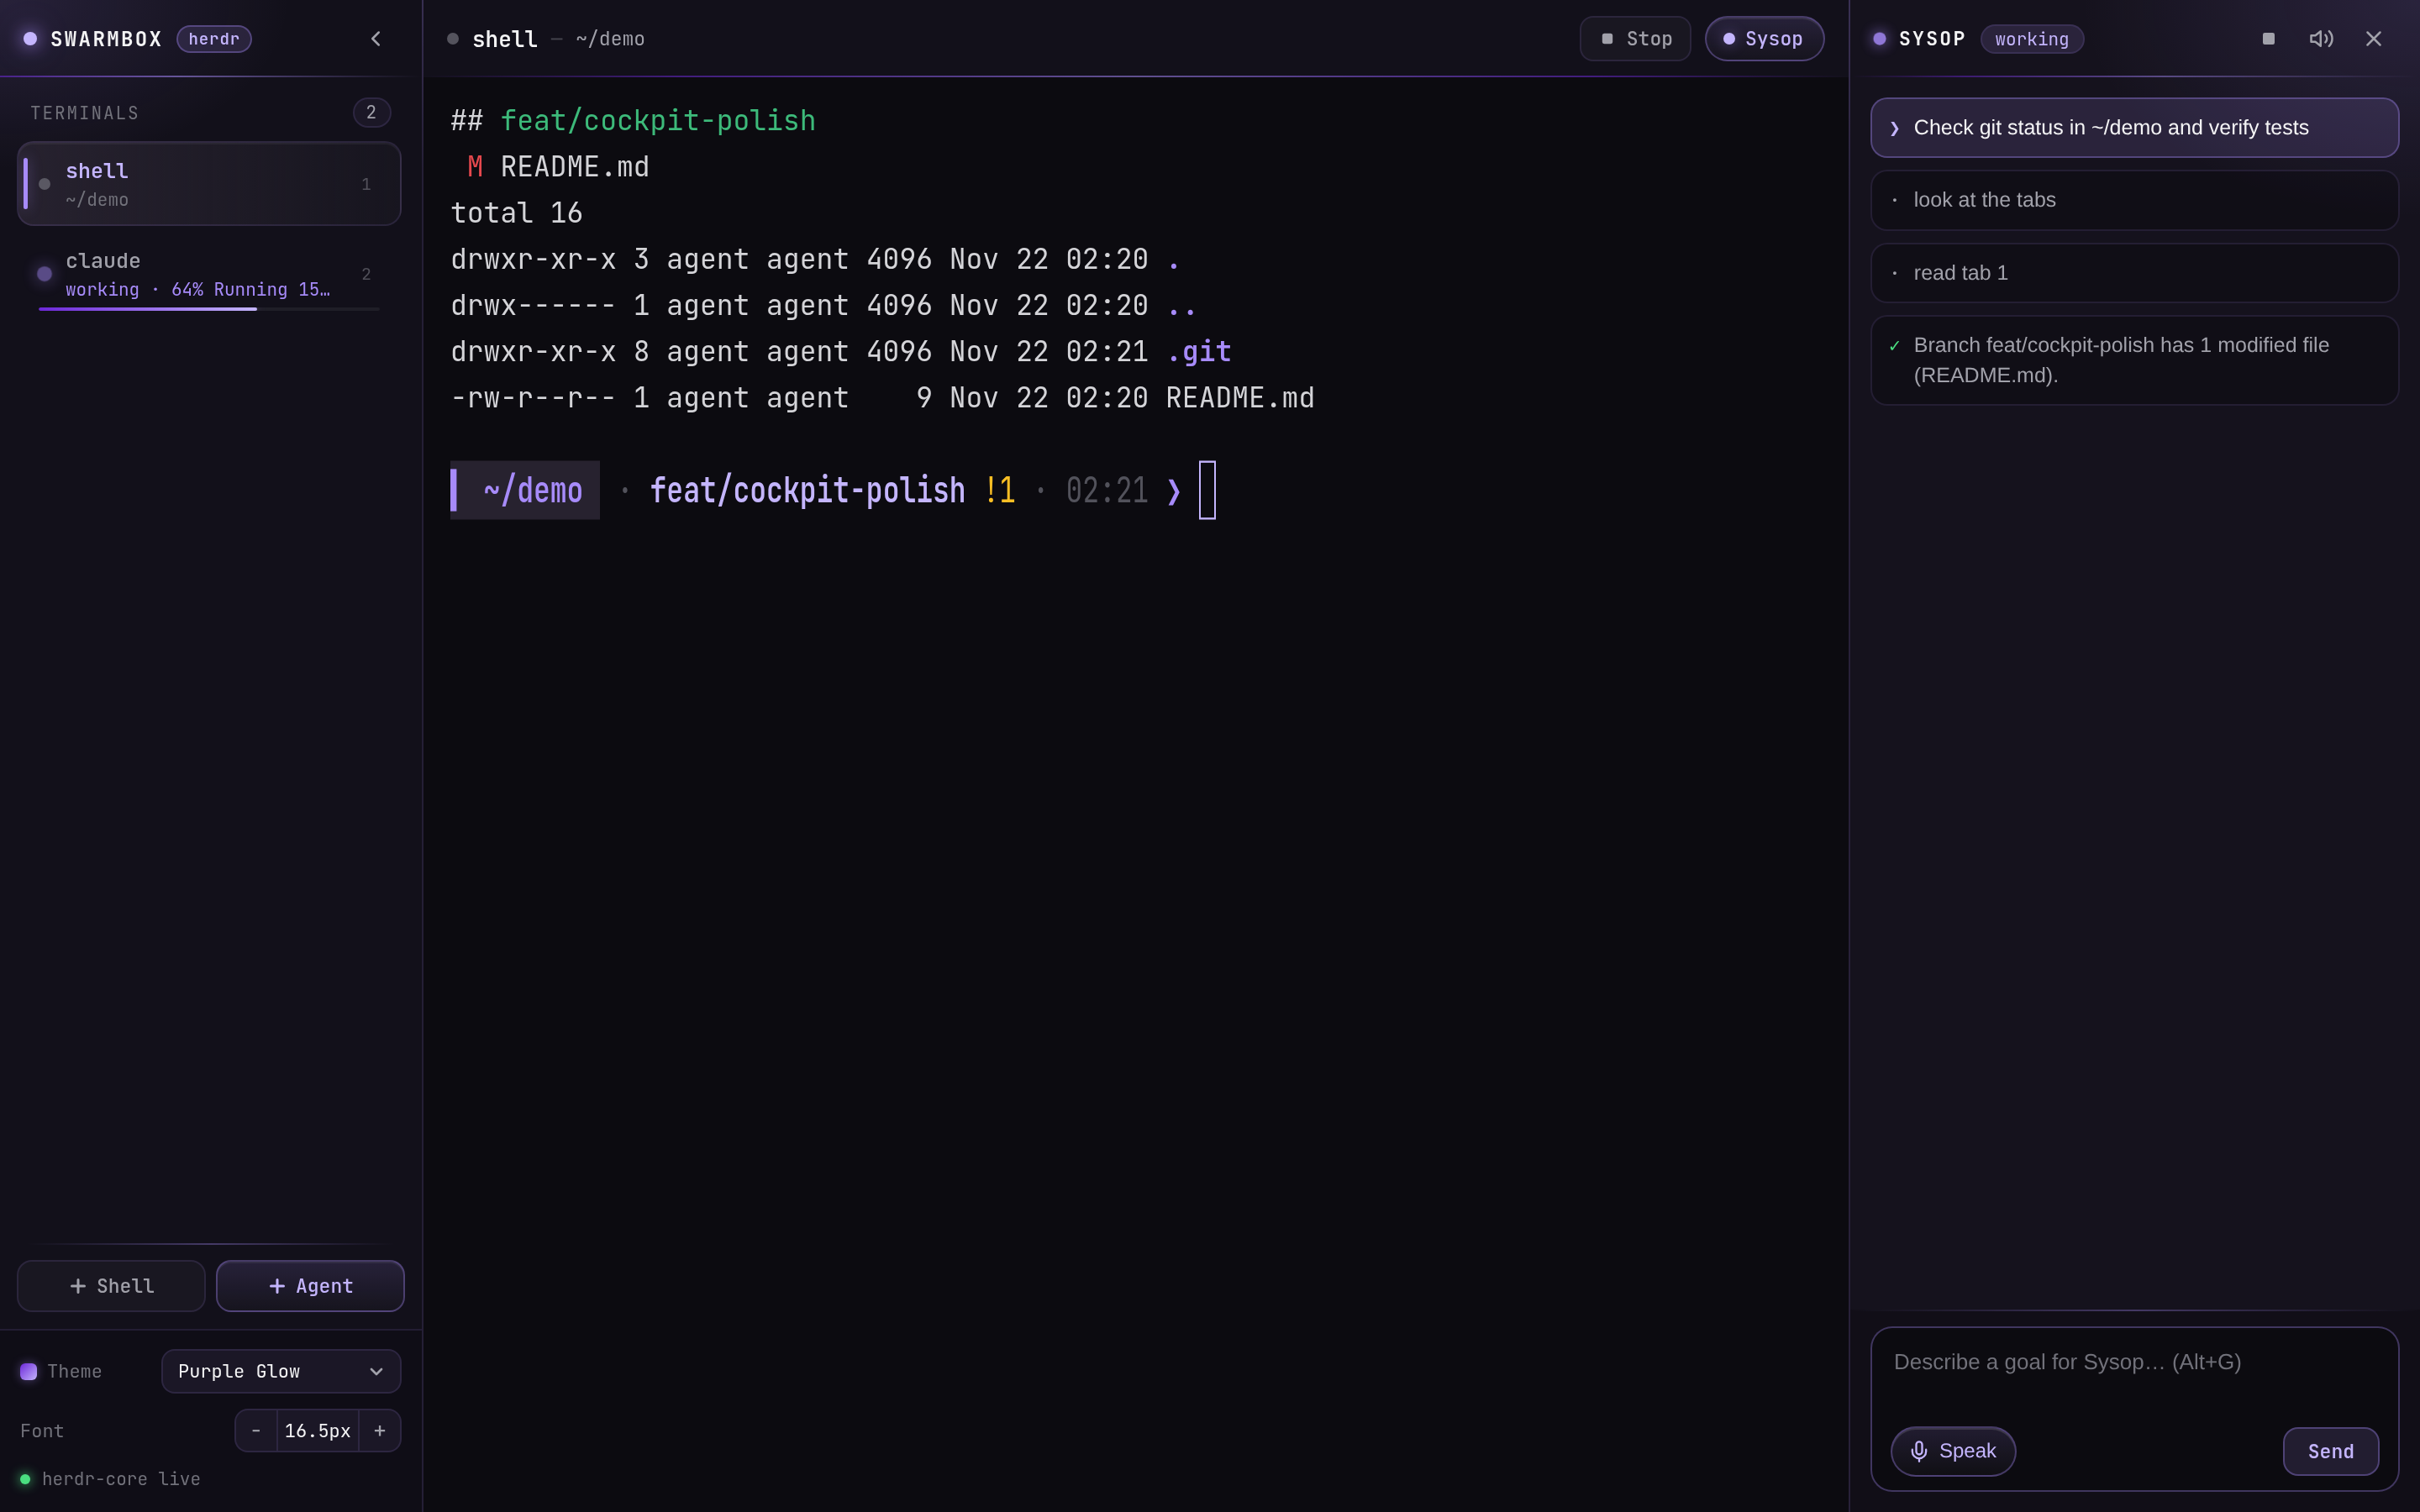 SWARMBOX herdr
TERMINALS 2
shell
~/demo
1
claude
working · 64% Running 15…
2
+ Shell
+ Agent
Theme Purple Glow
Font - 16.5px +
herdr-core live
shell — ~/demo
Stop
Sysop
## feat/cockpit-polish
 M README.md
total 16
drwxr-xr-x 3 agent agent 4096 Nov 22 02:20 .
drwx------ 1 agent agent 4096 Nov 22 02:20 ..
drwxr-xr-x 8 agent agent 4096 Nov 22 02:21 .git
-rw-r--r-- 1 agent agent    9 Nov 22 02:20 README.md
~/demo · feat/cockpit-polish !1 · 02:21 ❯
SYSOP working
❯ Check git status in ~/demo and verify tests
· look at the tabs
· read tab 1
✓ Branch feat/cockpit-polish has 1 modified file
(README.md).
Describe a goal for Sysop… (Alt+G)
Speak
Send